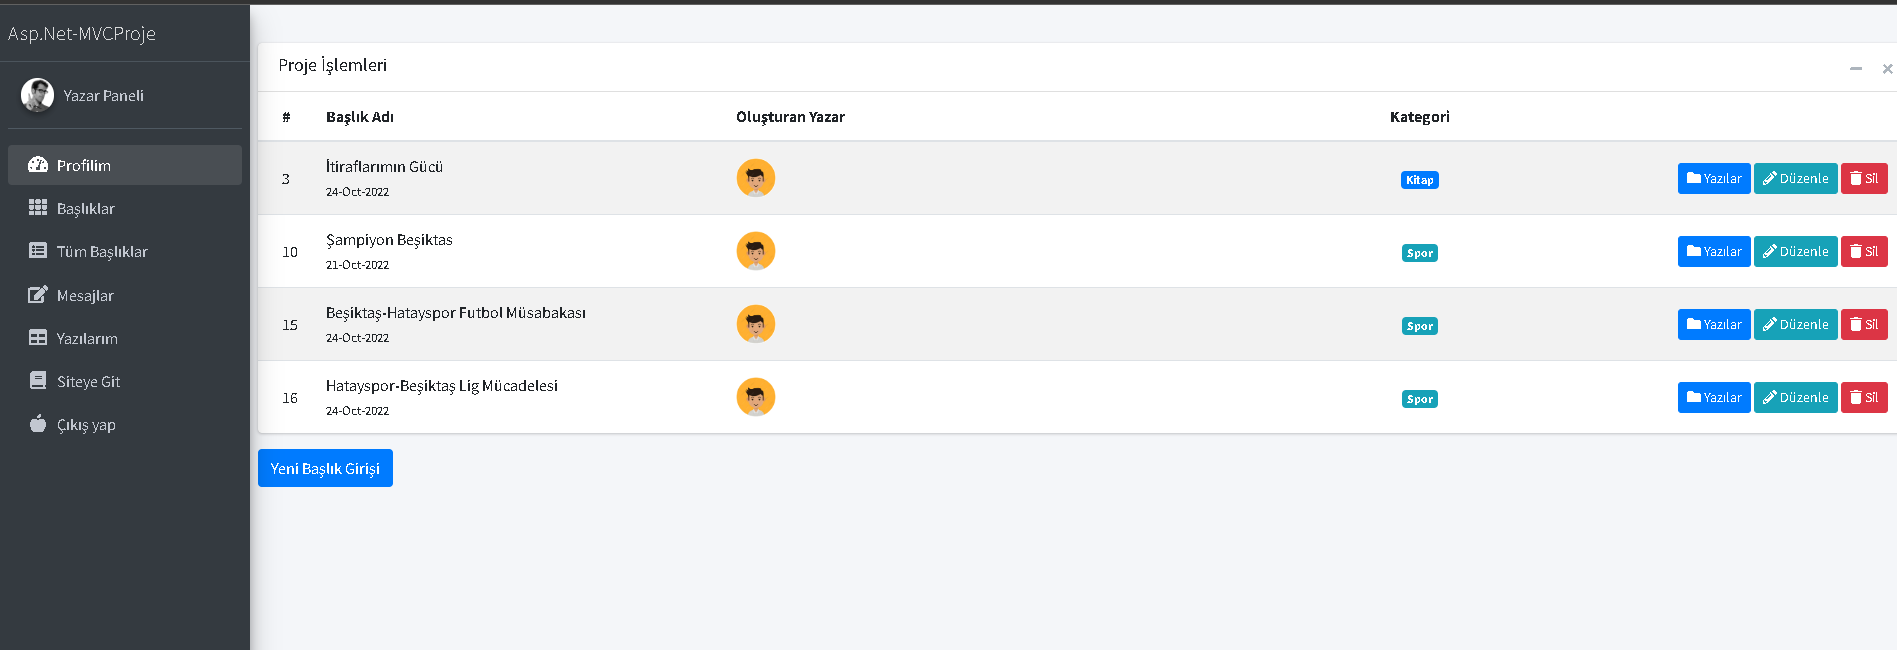 Asp.Net-MVCProje
Yazar Paneli
Profilim
Başlıklar
Tüm Başlıklar
Mesajlar
Yazılarım
Siteye Git
Çıkış yap
Proje İşlemleri
# Başlık Adı Oluşturan Yazar Kategori
3 İtiraflarımın Gücü Kitap Yazılar Düzenle Sil
24-Oct-2022
10 Şampiyon Beşiktas Spor Yazılar Düzenle Sil
21-Oct-2022
15 Beşiktaş-Hatayspor Futbol Müsabakası Spor Yazılar Düzenle Sil
24-Oct-2022
16 Hatayspor-Beşiktaş Lig Mücadelesi Spor Yazılar Düzenle Sil
24-Oct-2022
Yeni Başlık Girişi